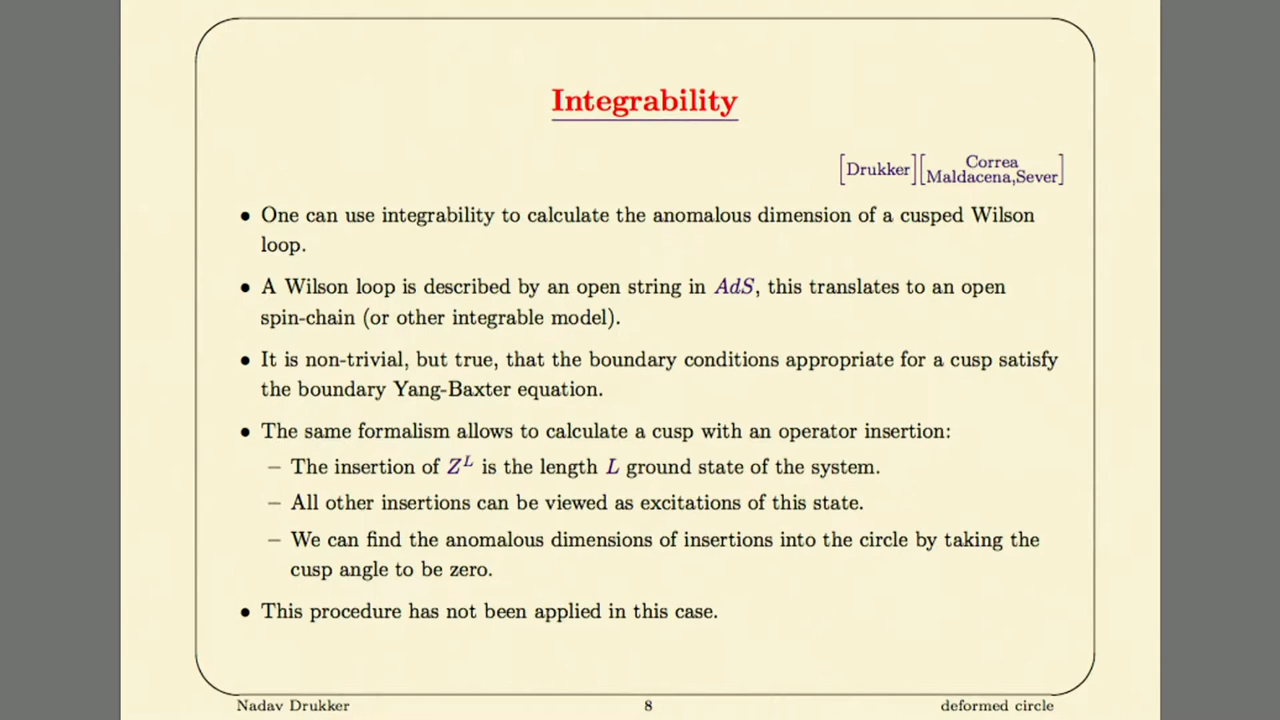 Integrability
[Drukker][Correa Maldacena,Sever]
• One can use integrability to calculate the anomalous dimension of a cusped Wilson
loop.
• A Wilson loop is described by an open string in AdS, this translates to an open
spin-chain (or other integrable model).
• It is non-trivial, but true, that the boundary conditions appropriate for a cusp satisfy
the boundary Yang-Baxter equation.
• The same formalism allows to calculate a cusp with an operator insertion:
– The insertion of Z^L is the length L ground state of the system.
– All other insertions can be viewed as excitations of this state.
– We can find the anomalous dimensions of insertions into the circle by taking the
cusp angle to be zero.
• This procedure has not been applied in this case.
Nadav Drukker 8 deformed circle